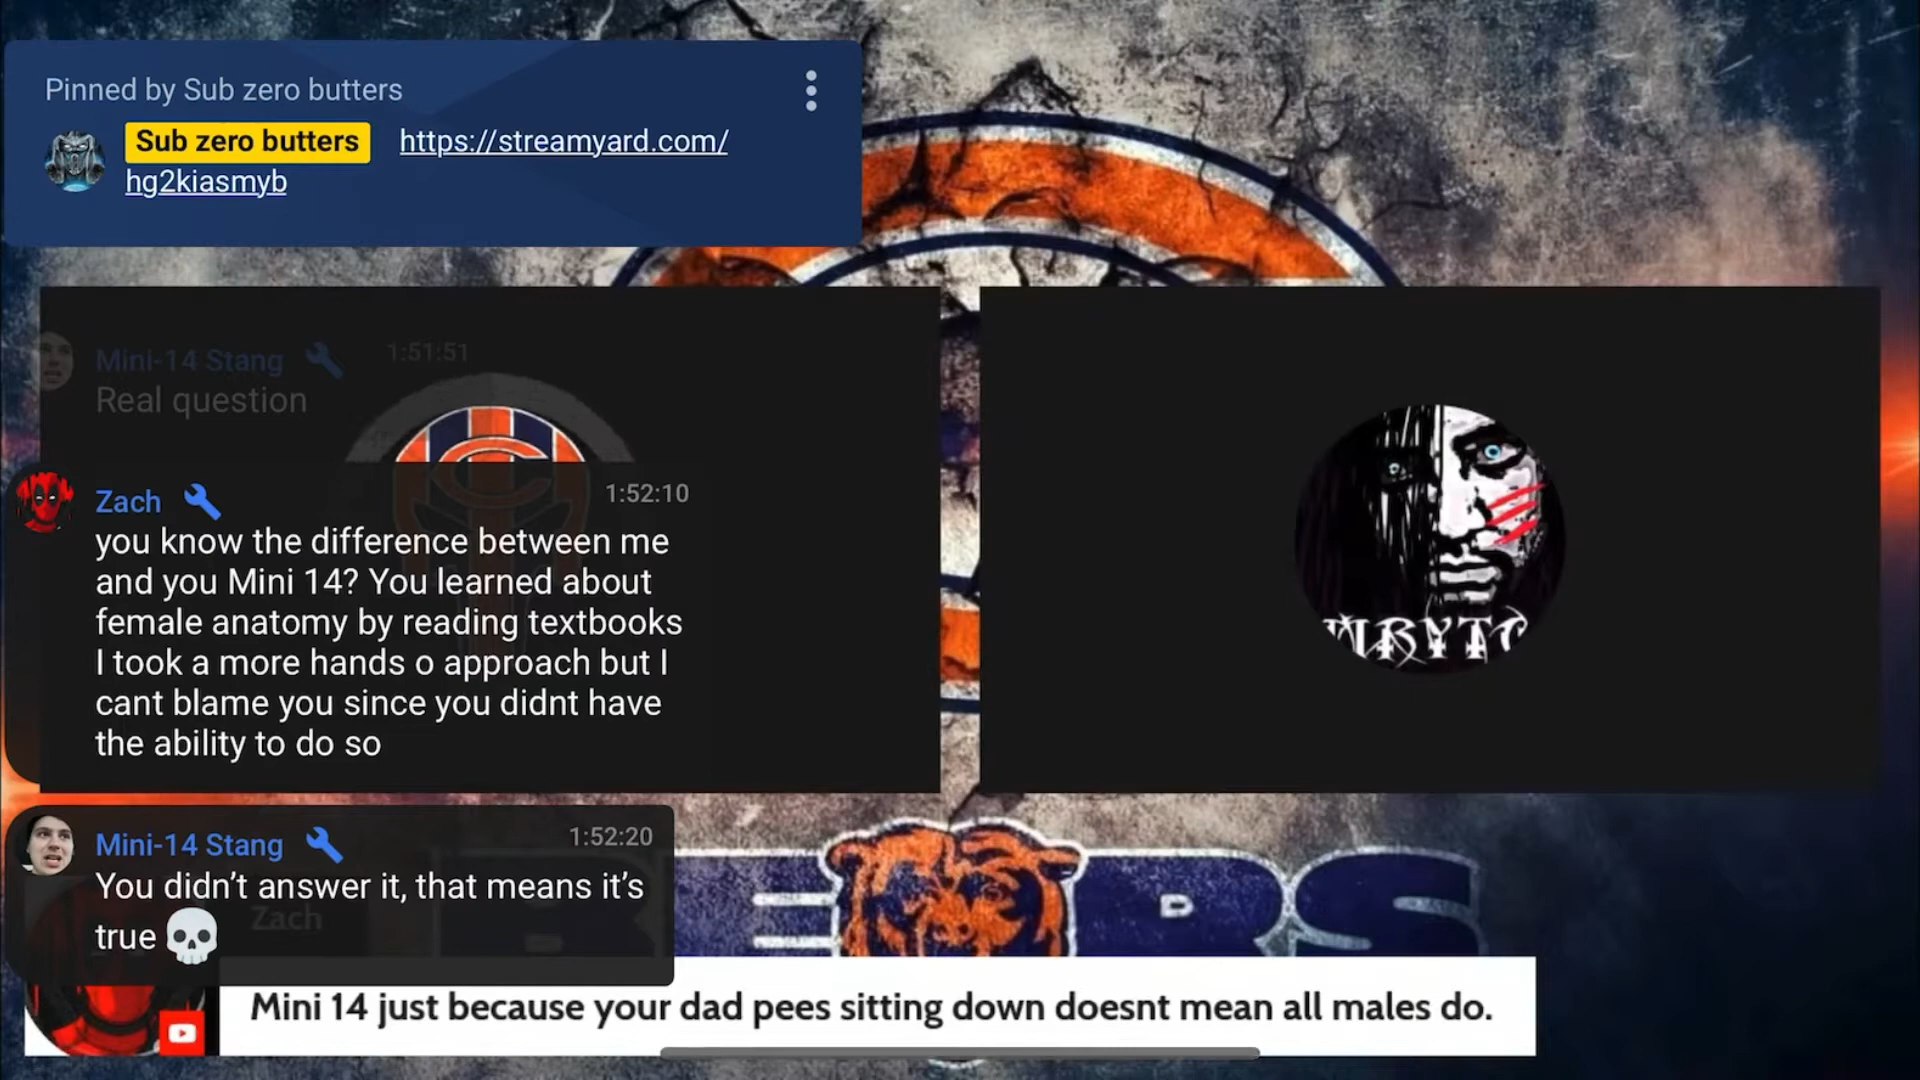 Pinned by Sub zero butters
Sub zero butters https://streamyard.com/
hg2kiasmyb
Mini-14 Stang 1:51:51
Real question
Zach 1:52:10
you know the difference between me
and you Mini 14? You learned about
female anatomy by reading textbooks
I took a more hands o approach but I
cant blame you since you didnt have
the ability to do so
Mini-14 Stang 1:52:20
You didn’t answer it, that means it’s
true 💀
Zach
Mini 14 just because your dad pees sitting down doesnt mean all males do.